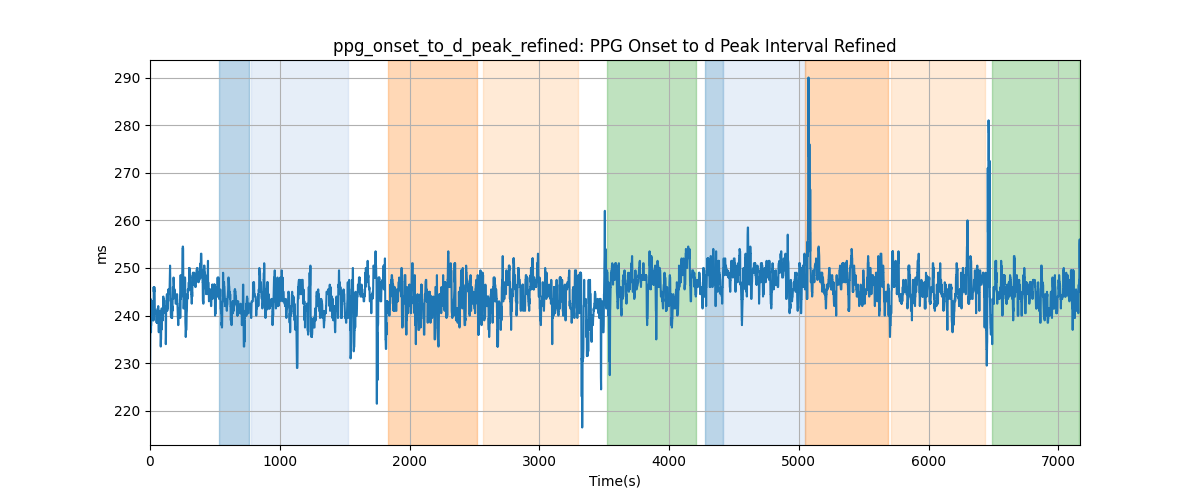 ppg_onset_to_d_peak_refined: PPG Onset to d Peak Interval Refined
290
280
270
260
250
240
230
220
ms
0 1000 2000 3000 4000 5000 6000 7000
Time(s)